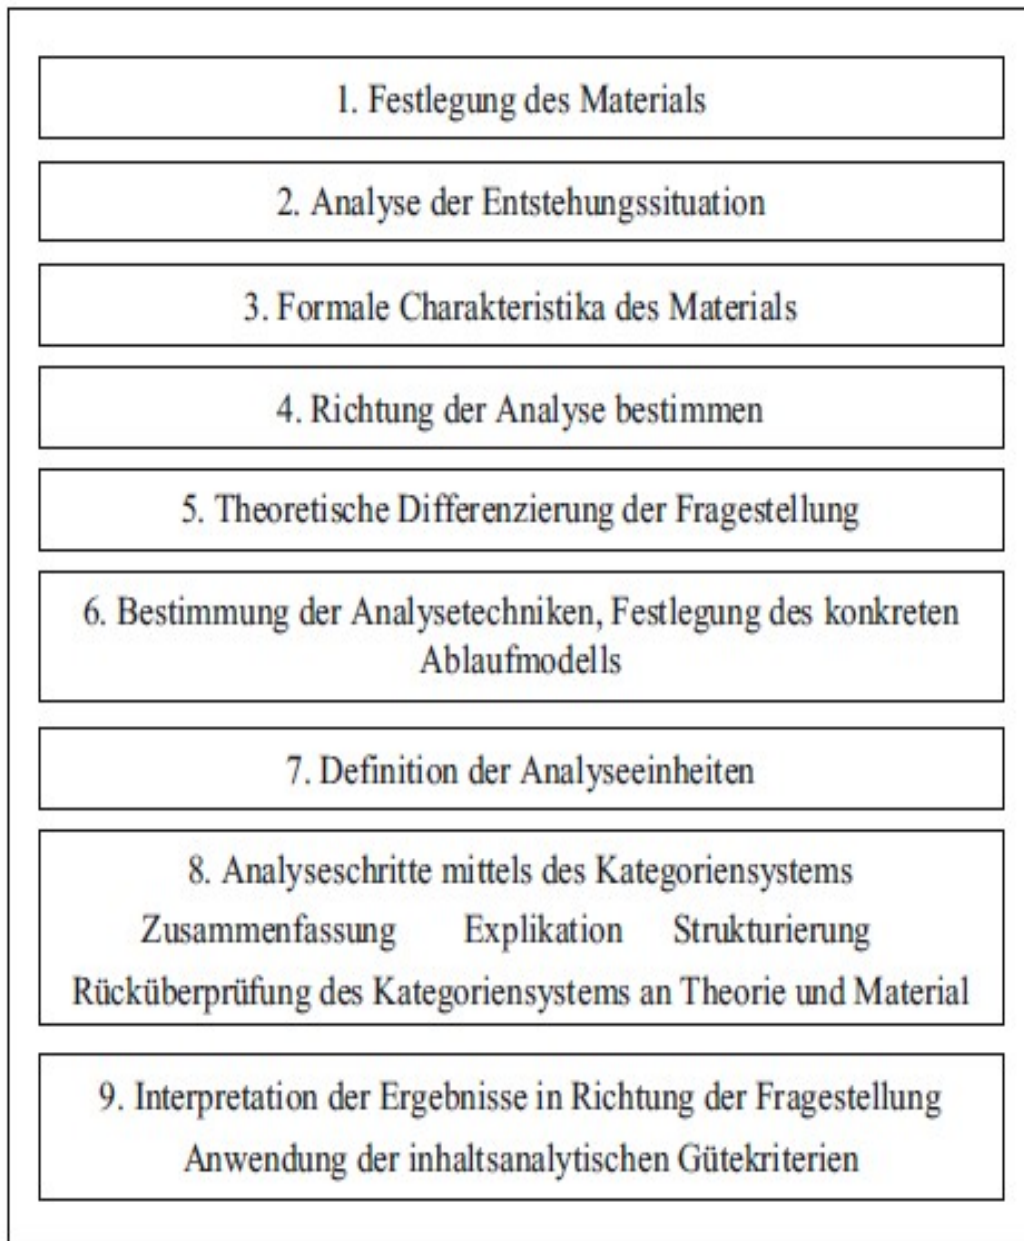 1. Festlegung des Materials
2. Analyse der Entstehungssituation
3. Formale Charakteristika des Materials
4. Richtung der Analyse bestimmen
5. Theoretische Differenzierung der Fragestellung
6. Bestimmung der Analysetechniken, Festlegung des konkreten
Ablaufmodells
7. Definition der Analyseeinheiten
8. Analyseschritte mittels des Kategoriensystems
Zusammenfassung Explikation Strukturierung
Rücküberprüfung des Kategoriensystems an Theorie und Material
9. Interpretation der Ergebnisse in Richtung der Fragestellung
Anwendung der inhaltsanalytischen Gütekriterien